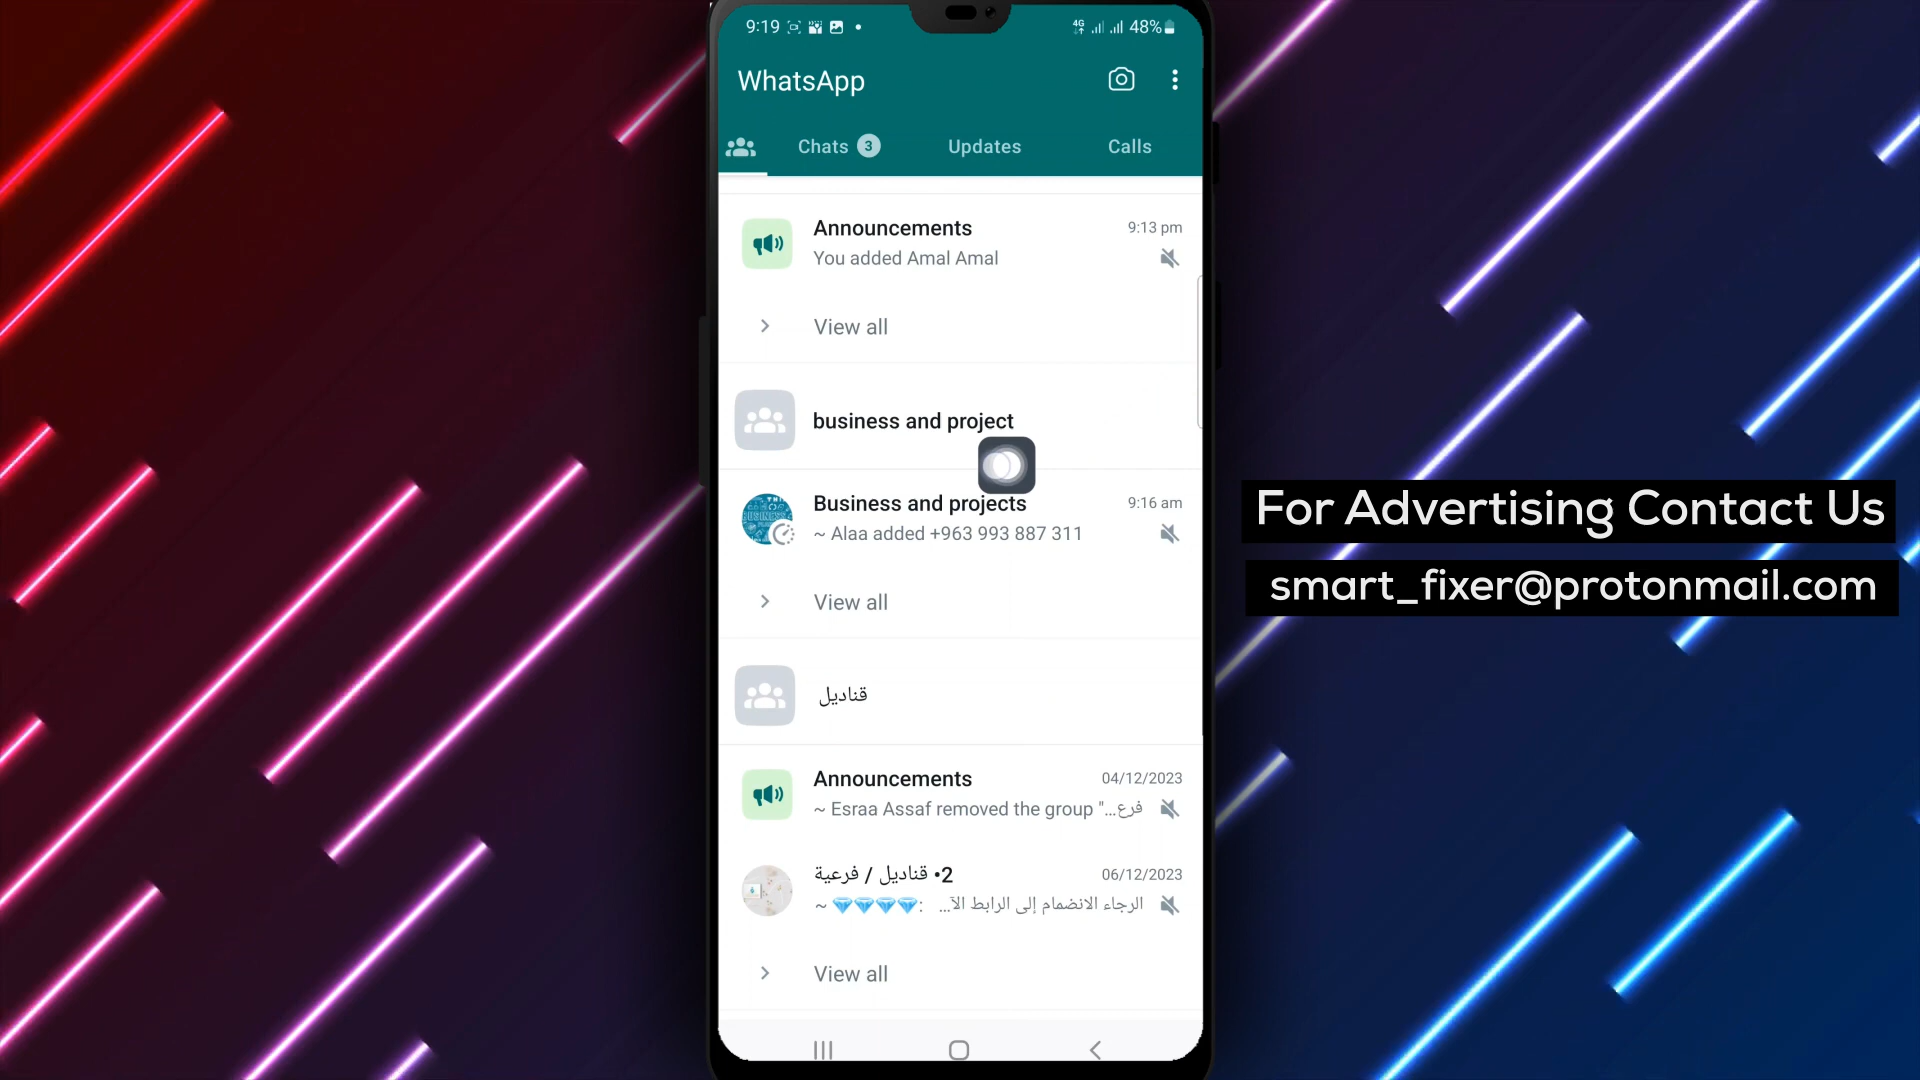 9:19
4G 48%
WhatsApp
Chats 3
Updates
Calls
Announcements
9:13 pm
You added Amal Amal
View all
business and project
Business and projects
9:16 am
~ Alaa added +963 993 887 311
View all
قناديل
Announcements
04/12/2023
~ Esraa Assaf removed the group "...فرع
2• قناديل / فرعية
06/12/2023
~ 💎💎💎💎: الرجاء الانضمام إلى الرابط الآ...
View all
For Advertising Contact Us
smart_fixer@protonmail.com